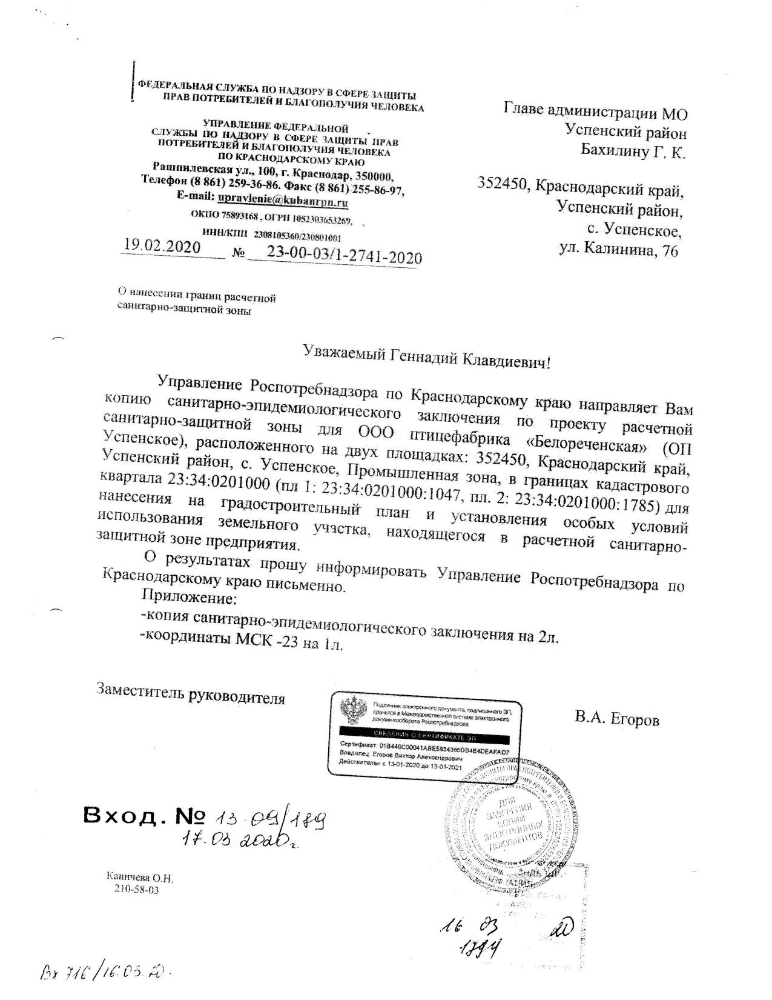 ФЕДЕРАЛЬНАЯ СЛУЖБА ПО НАДЗОРУ В СФЕРЕ ЗАЩИТЫ
ПРАВ ПОТРЕБИТЕЛЕЙ И БЛАГОПОЛУЧИЯ ЧЕЛОВЕКА
УПРАВЛЕНИЕ ФЕДЕРАЛЬНОЙ
СЛУЖБЫ ПО НАДЗОРУ В СФЕРЕ ЗАЩИТЫ ПРАВ
ПОТРЕБИТЕЛЕЙ И БЛАГОПОЛУЧИЯ ЧЕЛОВЕКА
ПО КРАСНОДАРСКОМУ КРАЮ
Рашпилевская ул., 100, г. Краснодар, 350000,
Телефон (8 861) 259-36-86. Факс (8 861) 255-86-97,
E-mail: upravlenie@kubanrpn.ru
ОКПО 75893168, ОГРН 1052303653269,
ИНН/КПП 2308105360/230801001
19.02.2020 № 23-00-03/1-2741-2020
Главе администрации МО
Успенский район
Бахилину Г. К.
352450, Краснодарский край,
Успенский район,
с. Успенское,
ул. Калинина, 76
О нанесении границ расчетной
санитарно-защитной зоны
Уважаемый Геннадий Клавдиевич!
Управление Роспотребнадзора по Краснодарскому краю направляет Вам
копию санитарно-эпидемиологического заключения по проекту расчетной
санитарно-защитной зоны для ООО птицефабрика «Белореченская» (ОП
Успенское), расположенного на двух площадках: 352450, Краснодарский край,
Успенский район, с. Успенское, Промышленная зона, в границах кадастрового
квартала 23:34:0201000 (пл 1: 23:34:0201000:1047, пл. 2: 23:34:0201000:1785) для
нанесения на градостроительный план и установления особых условий
использования земельного участка, находящегося в расчетной санитарно-
защитной зоне предприятия.
О результатах прошу информировать Управление Роспотребнадзора по
Краснодарскому краю письменно.
Приложение:
-копия санитарно-эпидемиологического заключения на 2л.
-координаты МСК -23 на 1л.
Заместитель руководителя
Подлинник электронного документа, подписанного ЭП,
хранится в Межведомственной системе электронного
документооборота Роспотребнадзора
СВЕДЕНИЯ О СЕРТИФИКАТЕ ЭП
Сертификат: 01B449C00041ABE5834355DB4E4DEAFAD7
Владелец: Егоров Виктор Александрович
Действителен с 13-01-2020 до 13-01-2021
В.А. Егоров
ДЛЯ
ЗАВЕРЕНИЯ
КОПИЙ
ЭЛЕКТРОННЫХ
ДОКУМЕНТОВ
Вход. № 13 09/189
17.03 2020г.
Каничева О.Н.
210-58-03
16 03 20
1794
Вх 716/16.03.20.